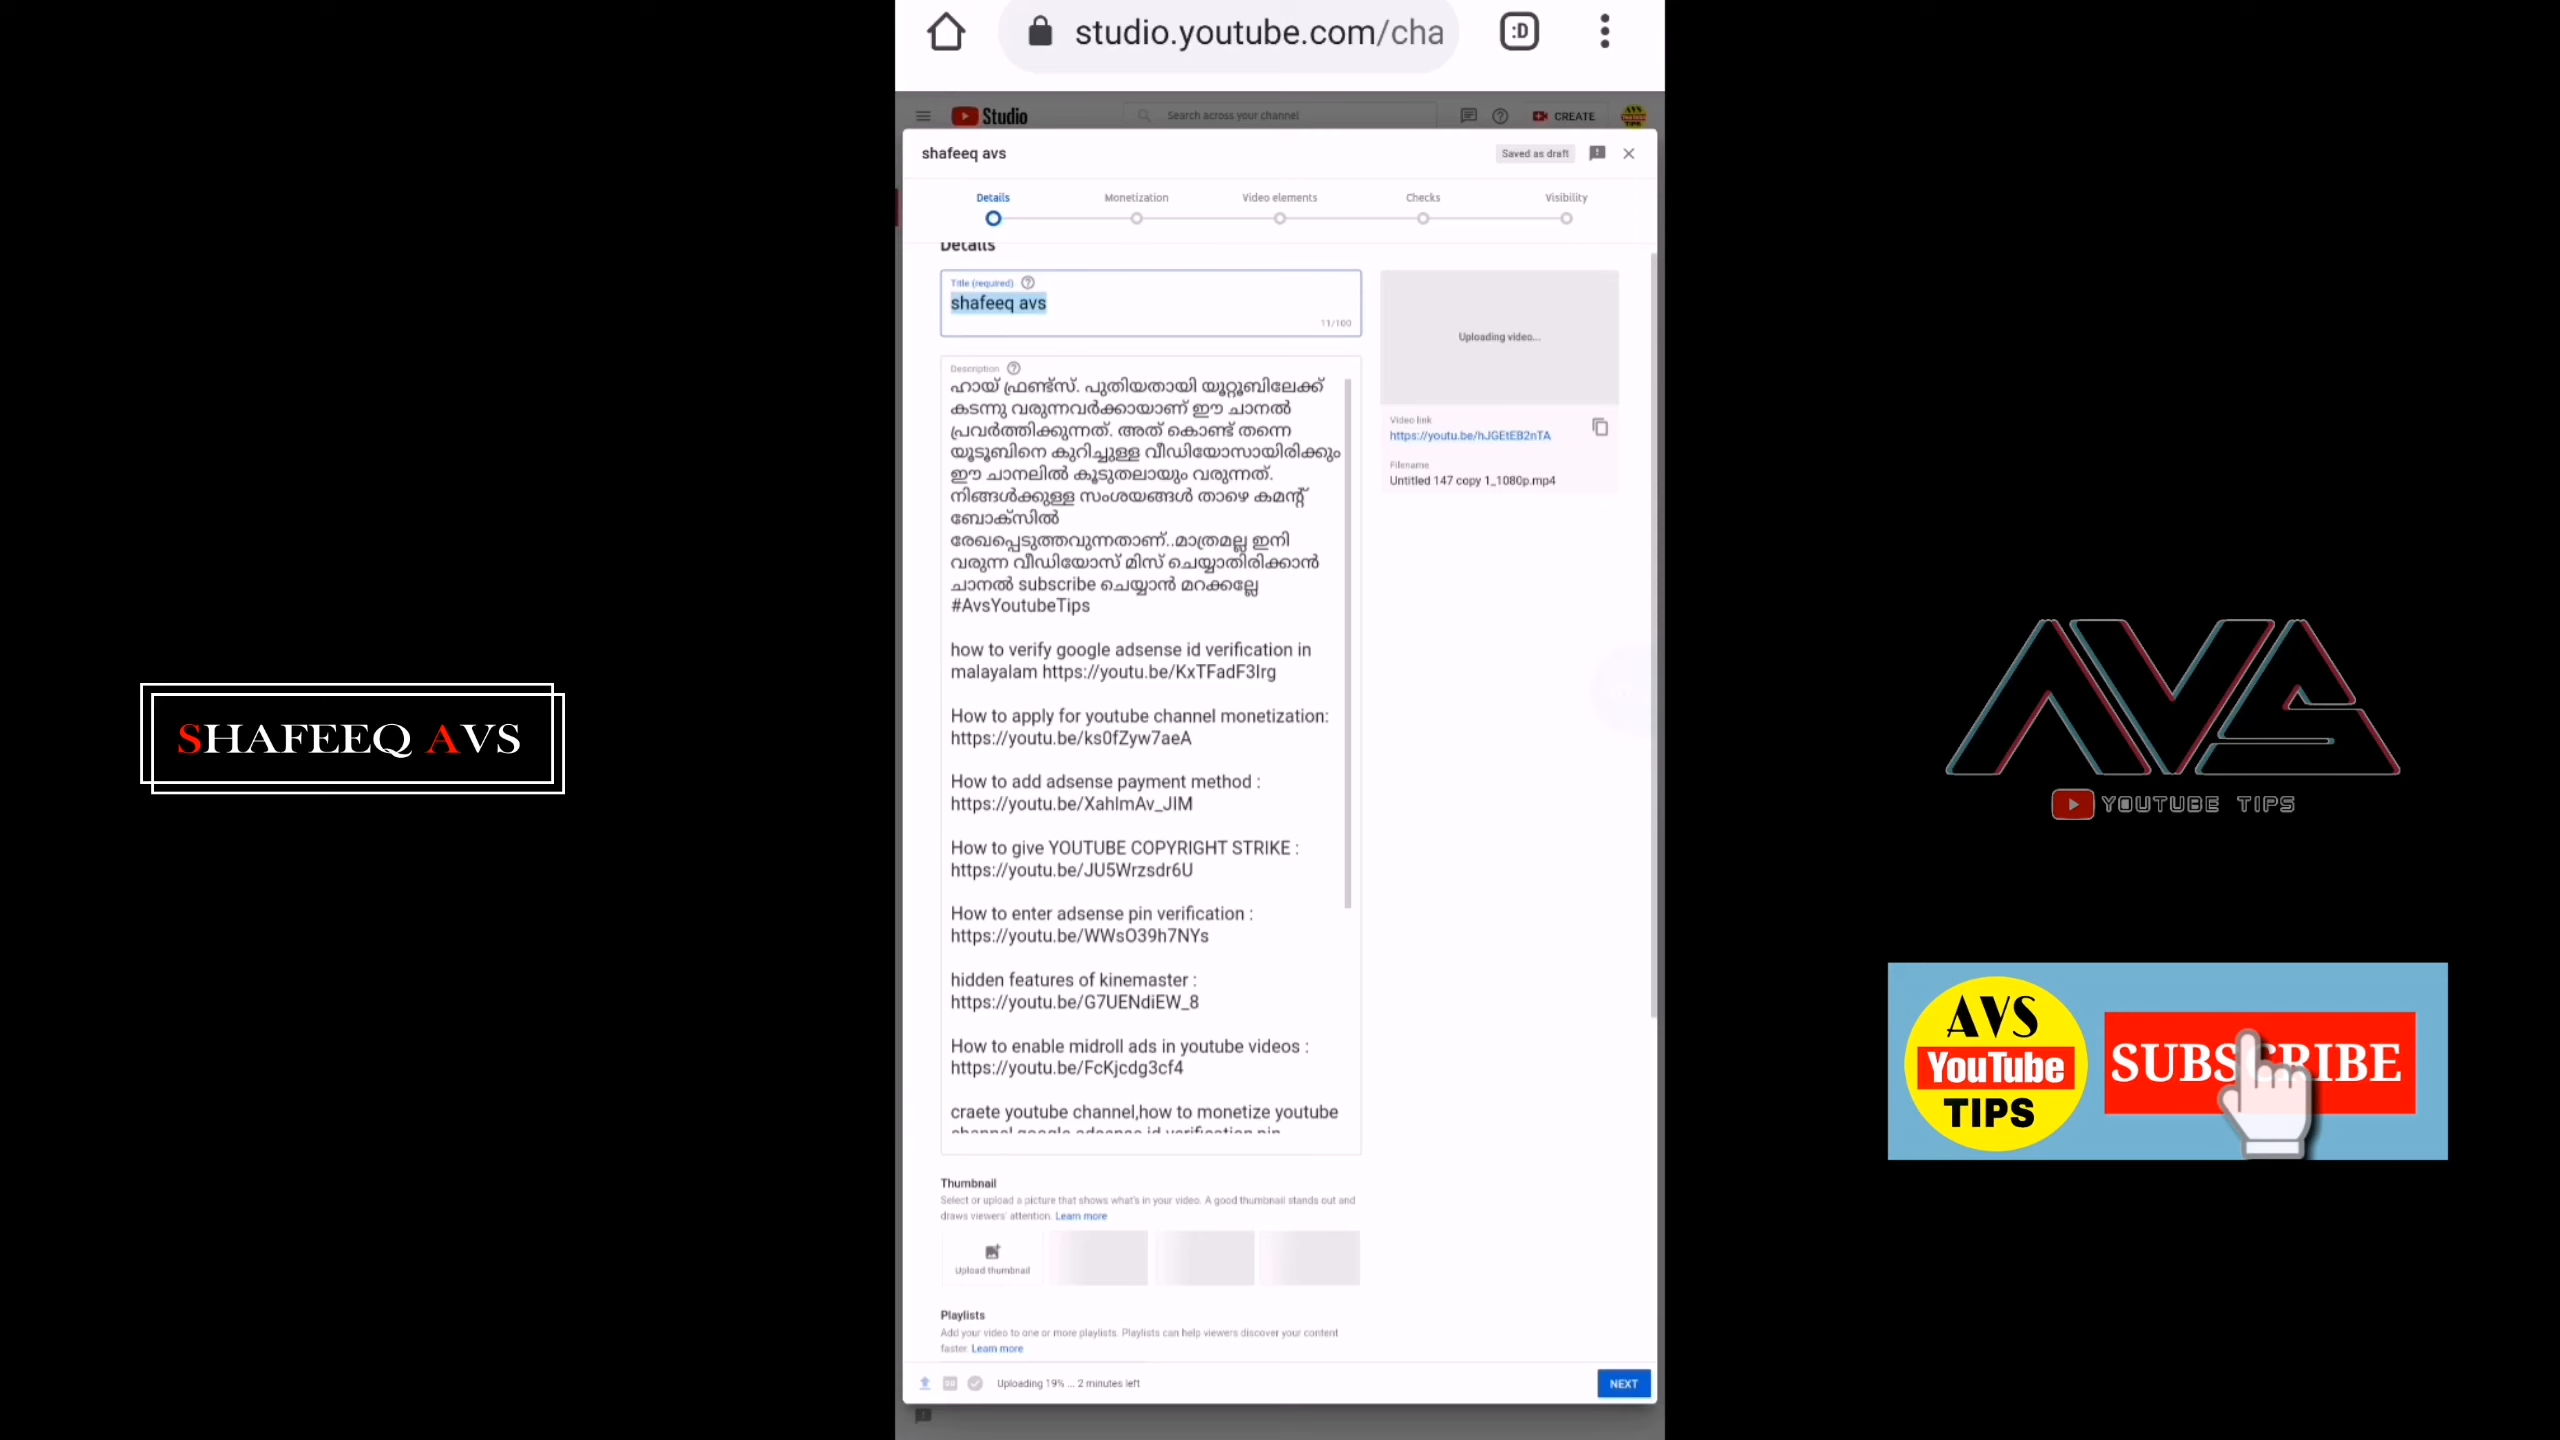 studio.youtube.com/cha
:D
Studio
Search across your channel
CREATE
shafeeq avs
Saved as draft
Details
Monetization
Video elements
Checks
Visibility
Details
Title (required)
shafeeq avs
11/100
Description
ഹായ് ഫ്രണ്ട്സ്. പുതിയതായി യൂറ്റൂബിലേക്ക്
കടന്നു വരുന്നവർക്കായാണ് ഈ ചാനൽ
പ്രവർത്തിക്കുന്നത്. അത് കൊണ്ട് തന്നെ
യൂടൂബിനെ കുറിച്ചുള്ള വീഡിയോസായിരിക്കും
ഈ ചാനലിൽ കൂടുതലായും വരുന്നത്.
നിങ്ങൾക്കുള്ള സംശയങ്ങൾ താഴെ കമന്റ്
ബോക്സിൽ
രേഖപ്പെടുത്തവുന്നതാണ്..മാത്രമല്ല ഇനി
വരുന്ന വീഡിയോസ് മിസ് ചെയ്യാതിരിക്കാൻ
ചാനൽ subscribe ചെയ്യാൻ മറക്കല്ലേ
#AvsYoutubeTips
how to verify google adsense id verification in
malayalam https://youtu.be/KxTFadF3Irg
How to apply for youtube channel monetization:
https://youtu.be/ks0fZyw7aeA
How to add adsense payment method :
https://youtu.be/XahlmAv_JIM
How to give YOUTUBE COPYRIGHT STRIKE :
https://youtu.be/JU5Wrzsdr6U
How to enter adsense pin verification :
https://youtu.be/WWsO39h7NYs
hidden features of kinemaster :
https://youtu.be/G7UENdiEW_8
How to enable midroll ads in youtube videos :
https://youtu.be/FcKjcdg3cf4
craete youtube channel,how to monetize youtube
channel,google adsense id verification pin
Uploading video...
Video link
https://youtu.be/hJGEtEB2nTA
Filename
Untitled 147 copy 1_1080p.mp4
Thumbnail
Select or upload a picture that shows what's in your video. A good thumbnail stands out and
draws viewers' attention. Learn more
Upload thumbnail
Playlists
Add your video to one or more playlists. Playlists can help viewers discover your content
faster. Learn more
Uploading 19% ... 2 minutes left
NEXT
SHAFEEQ AVS
AVS
YOUTUBE TIPS
AVS
YouTube
TIPS
SUBSCRIBE